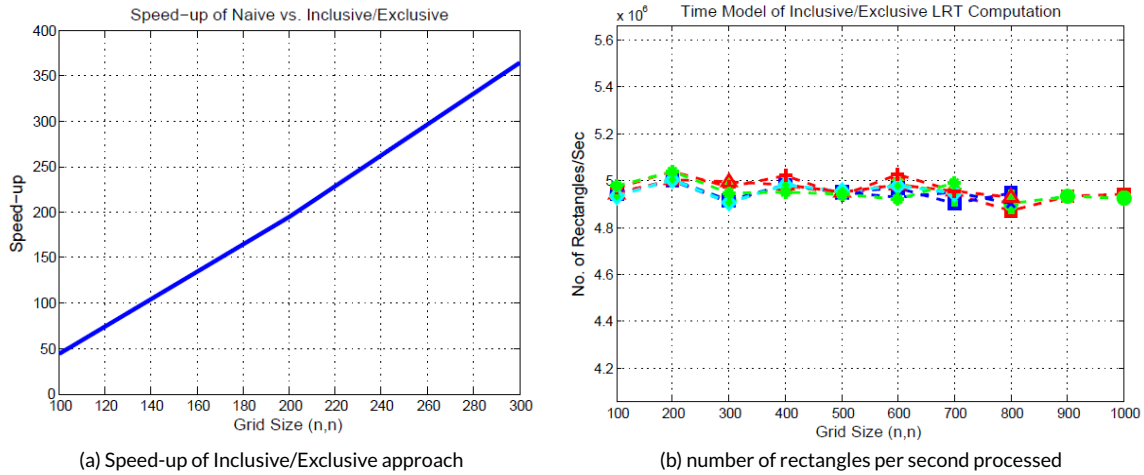 Speed-up of Naive vs. Inclusive/Exclusive
400
350
300
250
200
150
100
50
0
Speed-up
100 120 140 160 180 200 220 240 260 280 300
Grid Size (n,n)
(a) Speed-up of Inclusive/Exclusive approach
Time Model of Inclusive/Exclusive LRT Computation
x 10⁶
5.6
5.4
5.2
5
4.8
4.6
4.4
4.2
No. of Rectangles/Sec
100 200 300 400 500 600 700 800 900 1000
Grid Size (n,n)
(b) number of rectangles per second processed